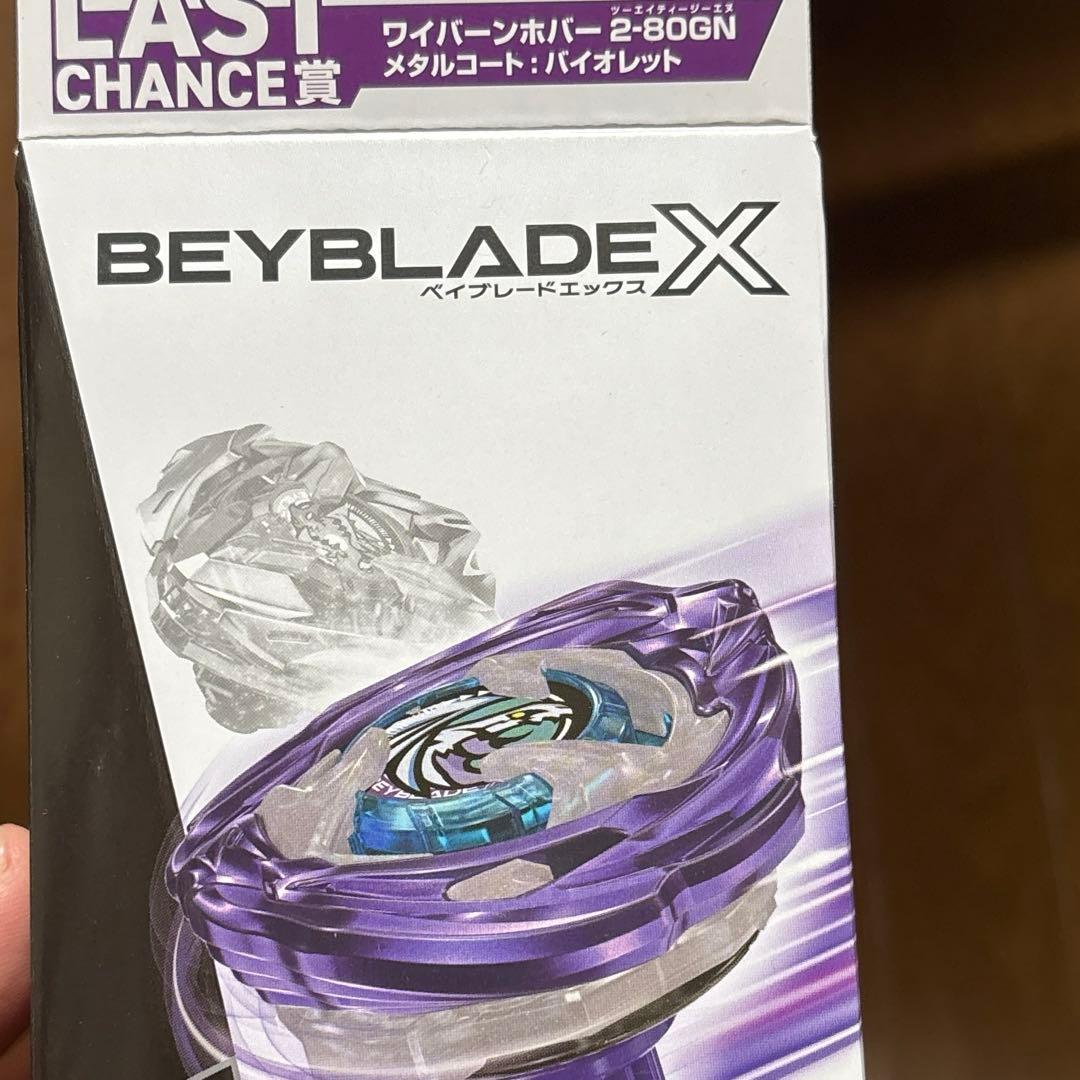 LAST
CHANCE賞
ツーエイティージーエヌ
ワイバーンホバー 2-80GN
メタルコート：バイオレット
BEYBLADE X
ベイブレードエックス
EYBLADE